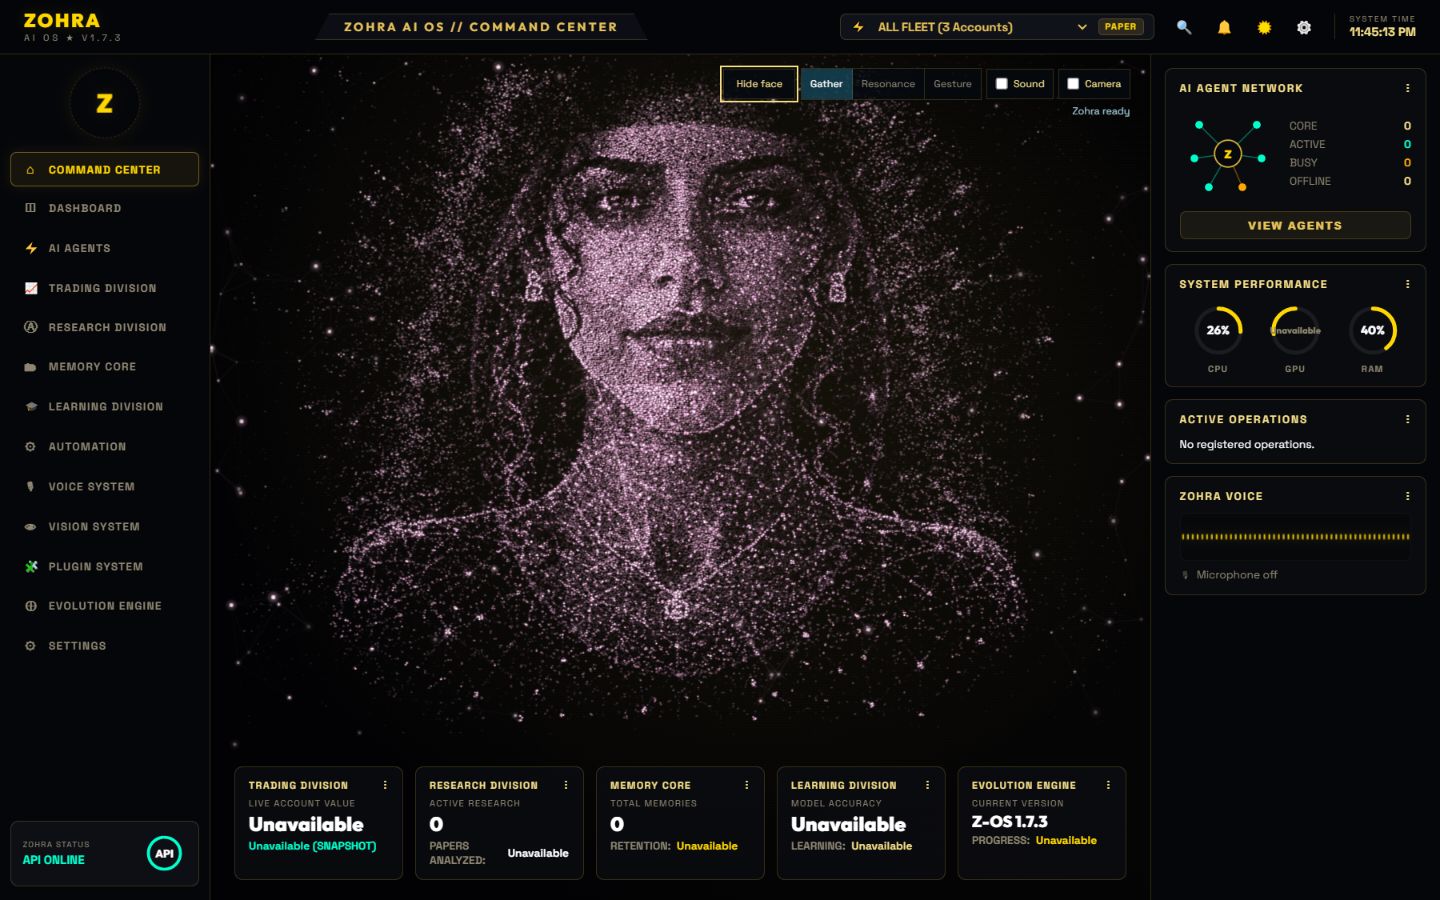 ZOHRA
AI OS ★ V1.7.3
ZOHRA AI OS // COMMAND CENTER
ALL FLEET (3 Accounts)
PAPER
SYSTEM TIME
11:45:13 PM
Z
COMMAND CENTER
DASHBOARD
AI AGENTS
TRADING DIVISION
RESEARCH DIVISION
MEMORY CORE
LEARNING DIVISION
AUTOMATION
VOICE SYSTEM
VISION SYSTEM
PLUGIN SYSTEM
EVOLUTION ENGINE
SETTINGS
ZOHRA STATUS
API ONLINE
API
Hide face
Gather
Resonance
Gesture
Sound
Camera
Zohra ready
TRADING DIVISION
LIVE ACCOUNT VALUE
Unavailable
Unavailable (SNAPSHOT)
RESEARCH DIVISION
ACTIVE RESEARCH
0
PAPERS ANALYZED: Unavailable
MEMORY CORE
TOTAL MEMORIES
0
RETENTION: Unavailable
LEARNING DIVISION
MODEL ACCURACY
Unavailable
LEARNING: Unavailable
EVOLUTION ENGINE
CURRENT VERSION
Z-OS 1.7.3
PROGRESS: Unavailable
AI AGENT NETWORK
Z
CORE 0
ACTIVE 0
BUSY 0
OFFLINE 0
VIEW AGENTS
SYSTEM PERFORMANCE
26%
Unavailable
40%
CPU
GPU
RAM
ACTIVE OPERATIONS
No registered operations.
ZOHRA VOICE
Microphone off